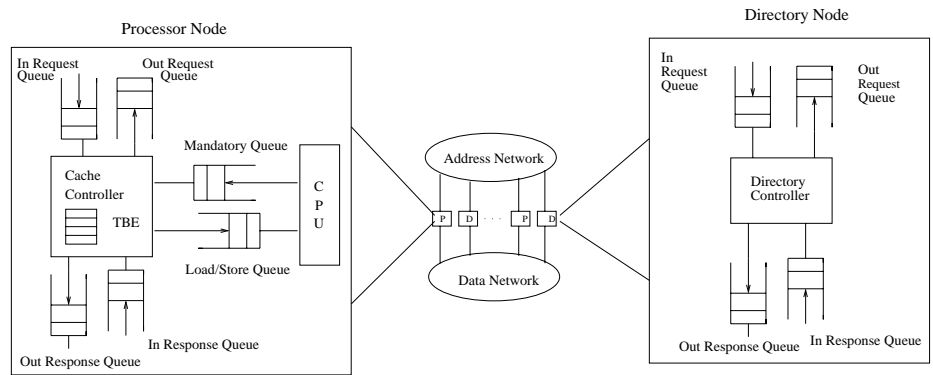 Processor Node
Directory Node
In Request
Queue
Out Request
Queue
Mandatory Queue
Cache
Controller
TBE
C
P
U
Load/Store Queue
In Response Queue
Out Response Queue
Address Network
P
D
. . .
P
D
Data Network
In
Request
Queue
Out
Request
Queue
Directory
Controller
Out Response Queue
In Response Queue